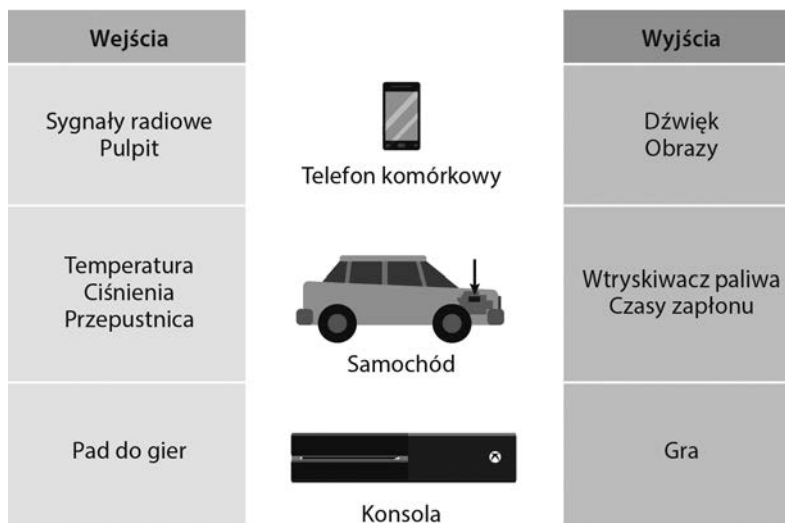 Wejścia
Wyjścia
Sygnały radiowe
Pulpit
Telefon komórkowy
Dźwięk
Obrazy
Temperatura
Ciśnienia
Przepustnica
Samochód
Wtryskiwacz paliwa
Czasy zapłonu
Pad do gier
Konsola
Gra